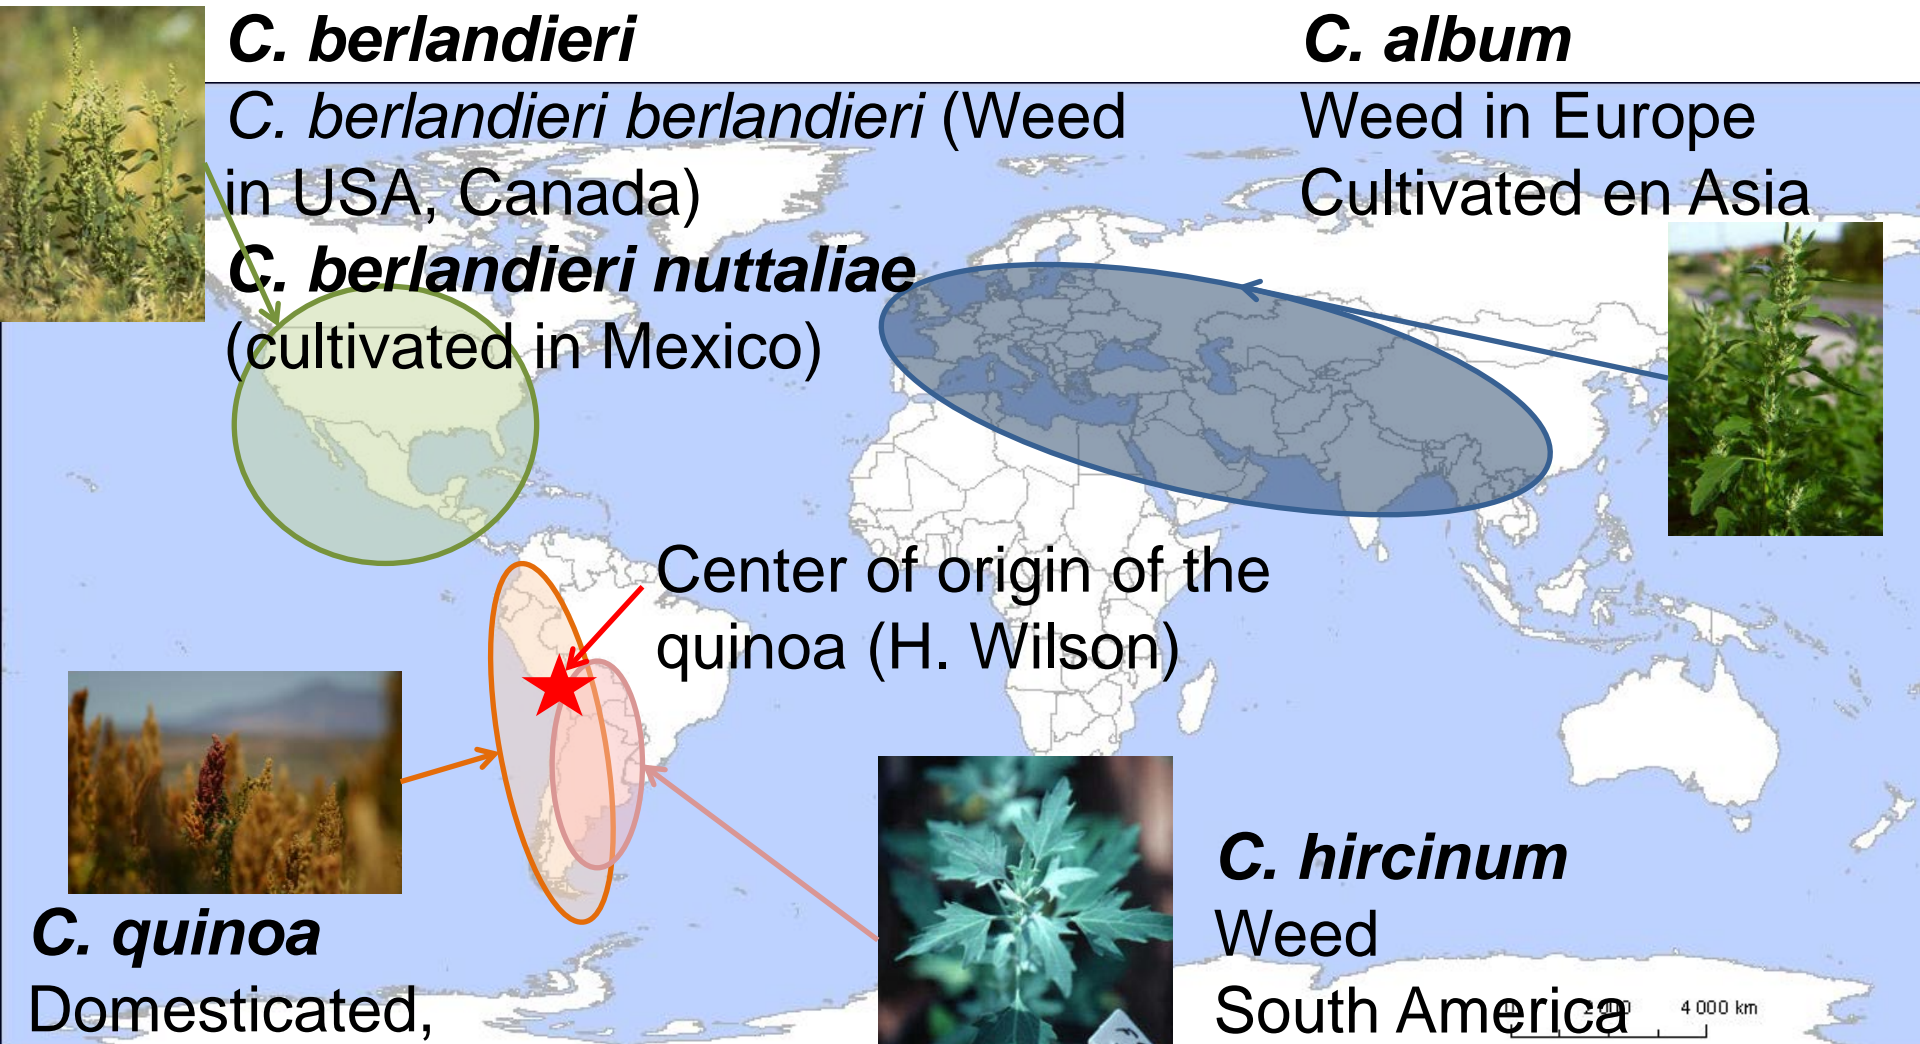 C. berlandieri
C. berlandieri berlandieri (Weed
in USA, Canada)
C. berlandieri nuttaliae
(cultivated in Mexico)
C. album
Weed in Europe
Cultivated en Asia
Center of origin of the
quinoa (H. Wilson)
C. quinoa
Domesticated,
C. hircinum
Weed
South America
4 000 km